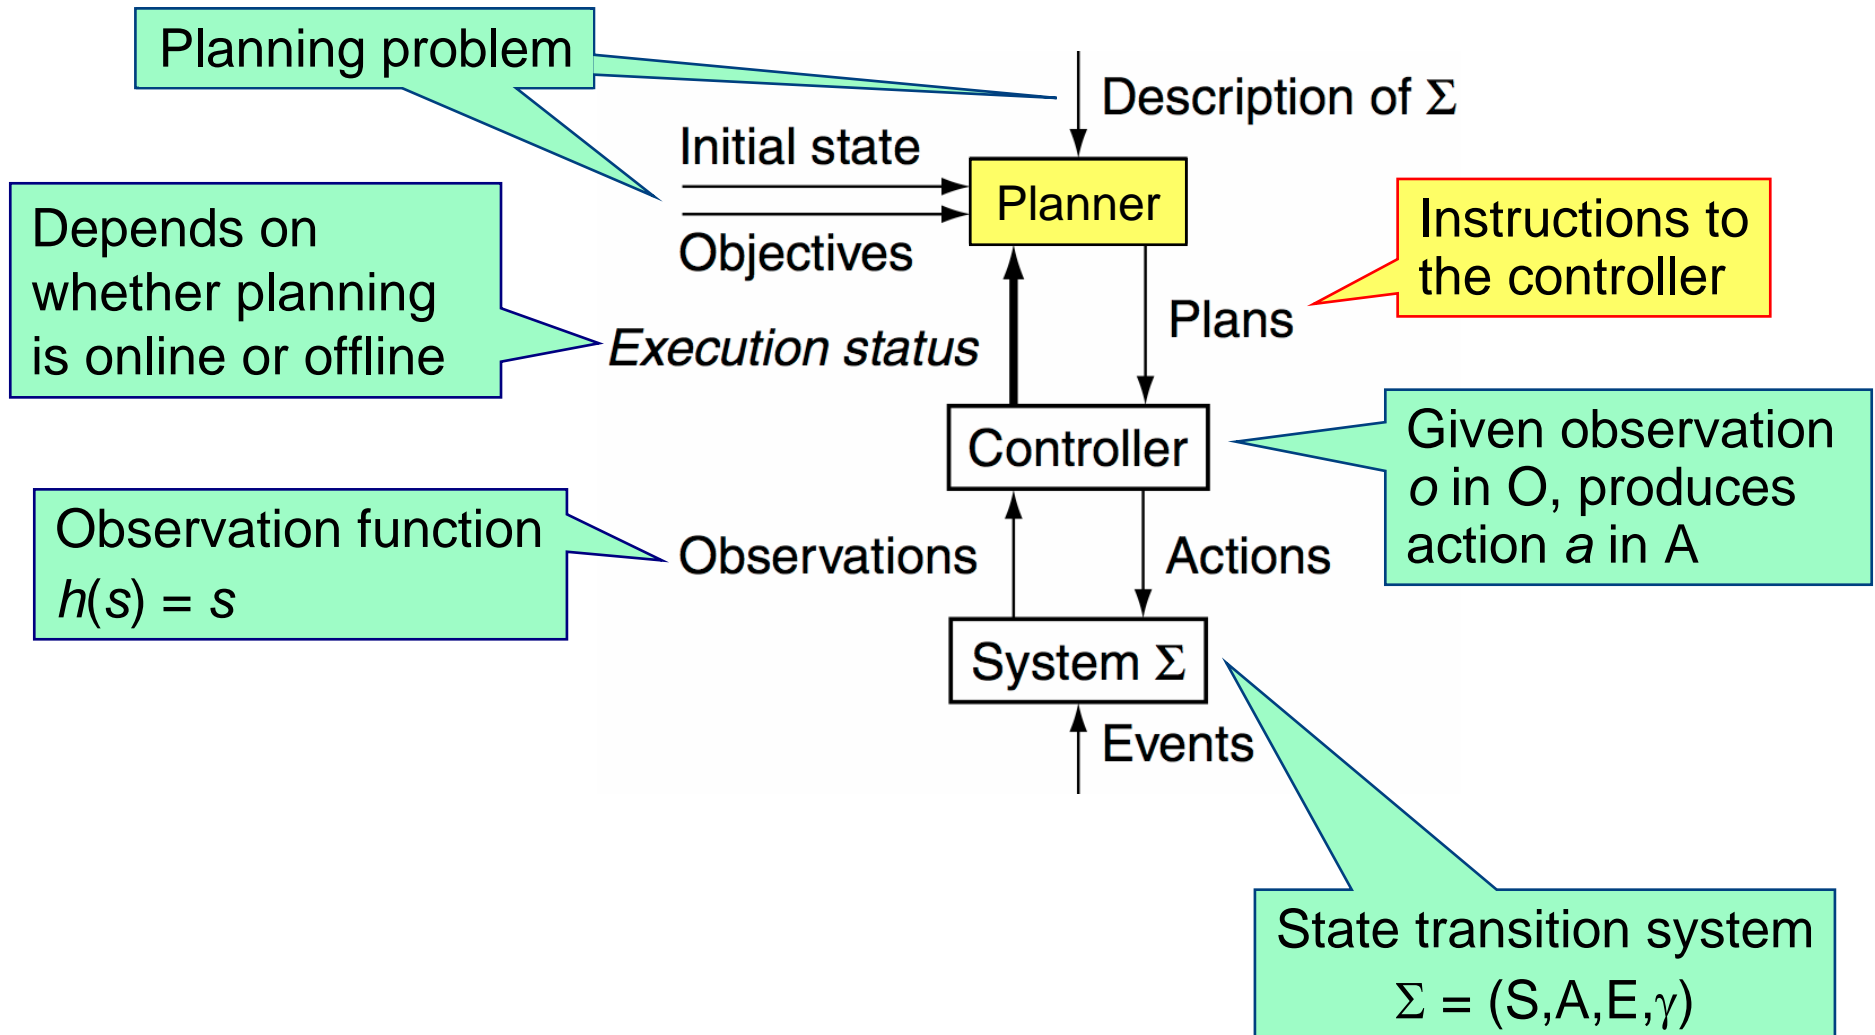 Planning problem
Description of Σ
Initial state
Planner
Objectives
Depends on
whether planning
is online or offline
Instructions to
the controller
Plans
Execution status
Controller
Given observation
o in O, produces
action a in A
Observation function
h(s) = s
Observations
Actions
System Σ
Events
State transition system
Σ = (S,A,E,γ)